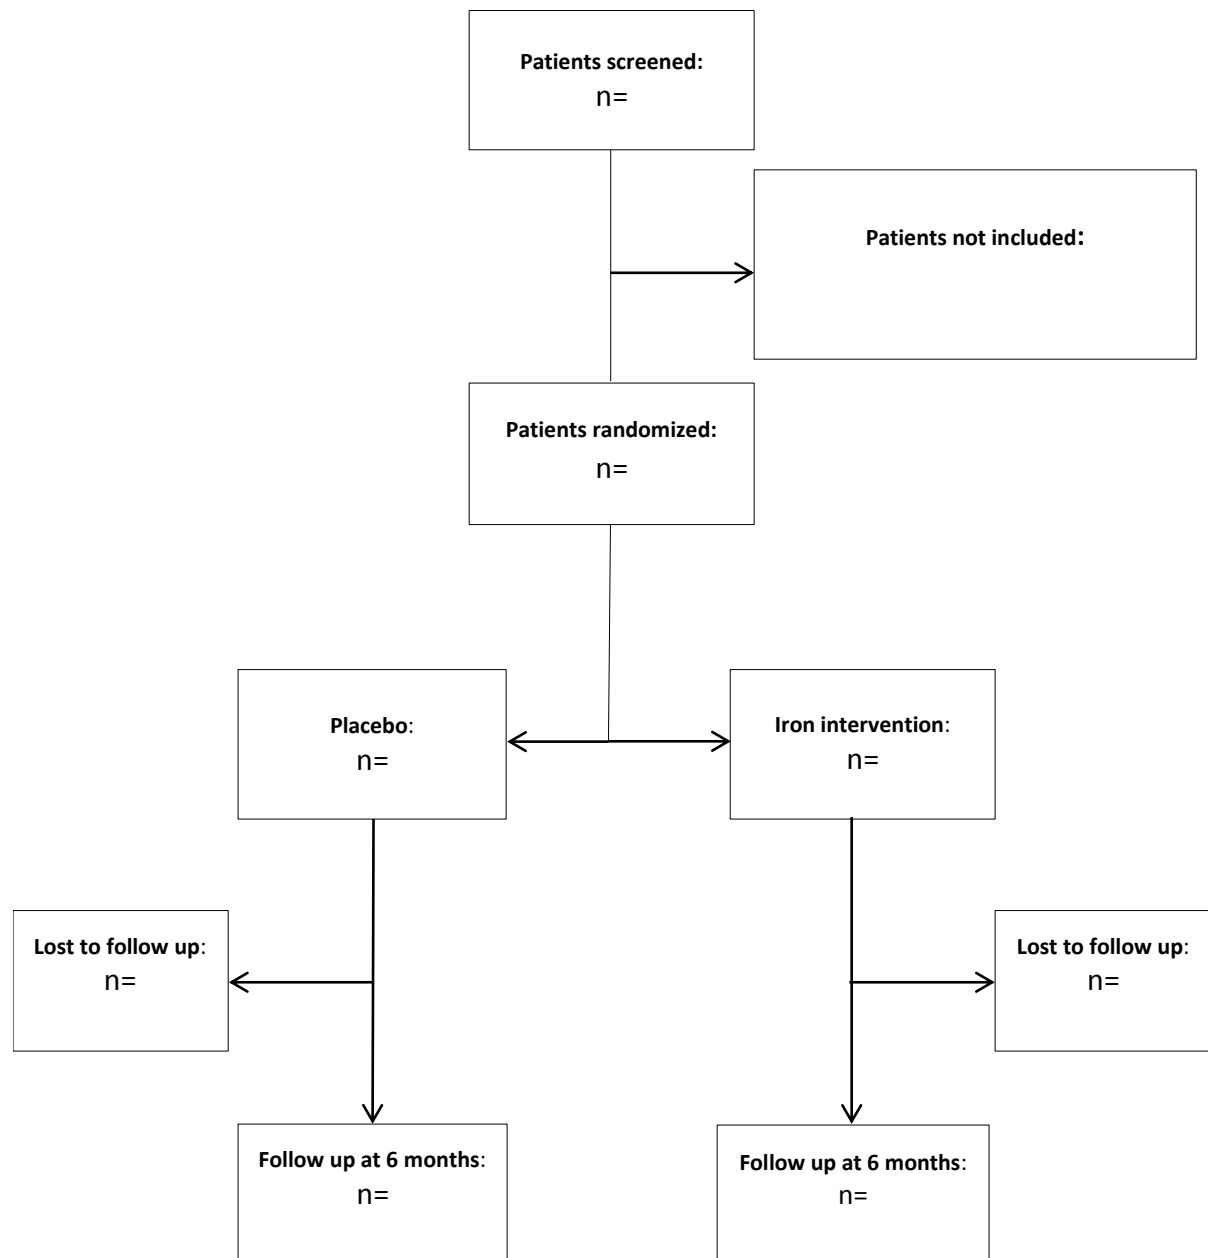 Patients screened:
n=
Patients not included:
Patients randomized:
n=
Placebo:
n=
Iron intervention:
n=
Lost to follow up:
n=
Lost to follow up:
n=
Follow up at 6 months:
n=
Follow up at 6 months:
n=